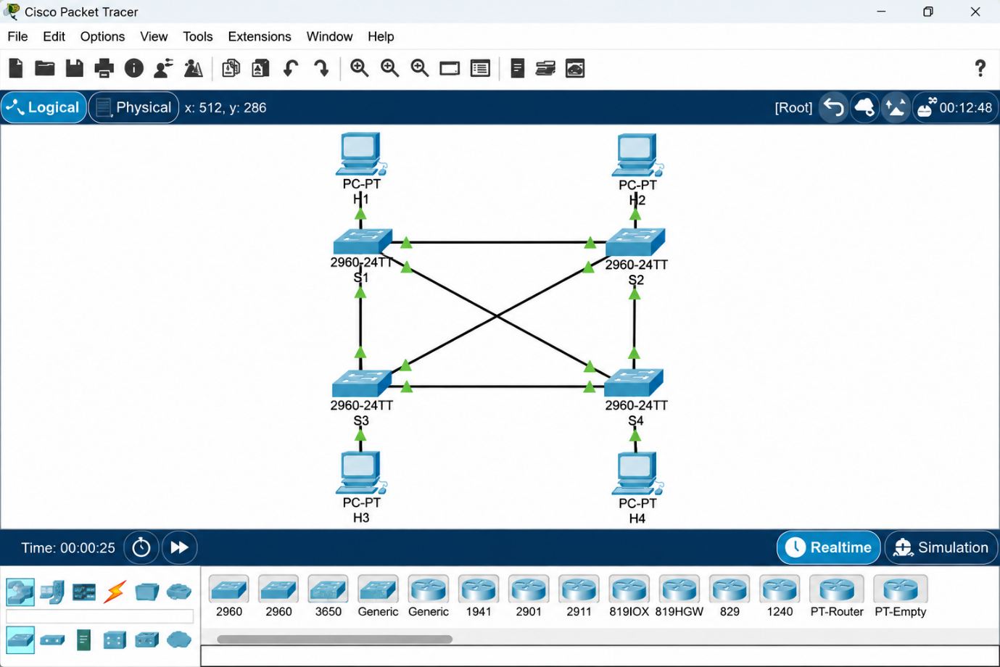 Cisco Packet Tracer
File Edit Options View Tools Extensions Window Help
?
Logical Physical x: 512, y: 286 [Root] 00:12:48
PC-PT
H1
PC-PT
H2
2960-24TT
S1
2960-24TT
S2
2960-24TT
S3
2960-24TT
S4
PC-PT
H3
PC-PT
H4
Time: 00:00:25 Realtime Simulation
2960 2960 3650 Generic Generic 1941 2901 2911 819IOX 819HGW 829 1240 PT-Router PT-Empty